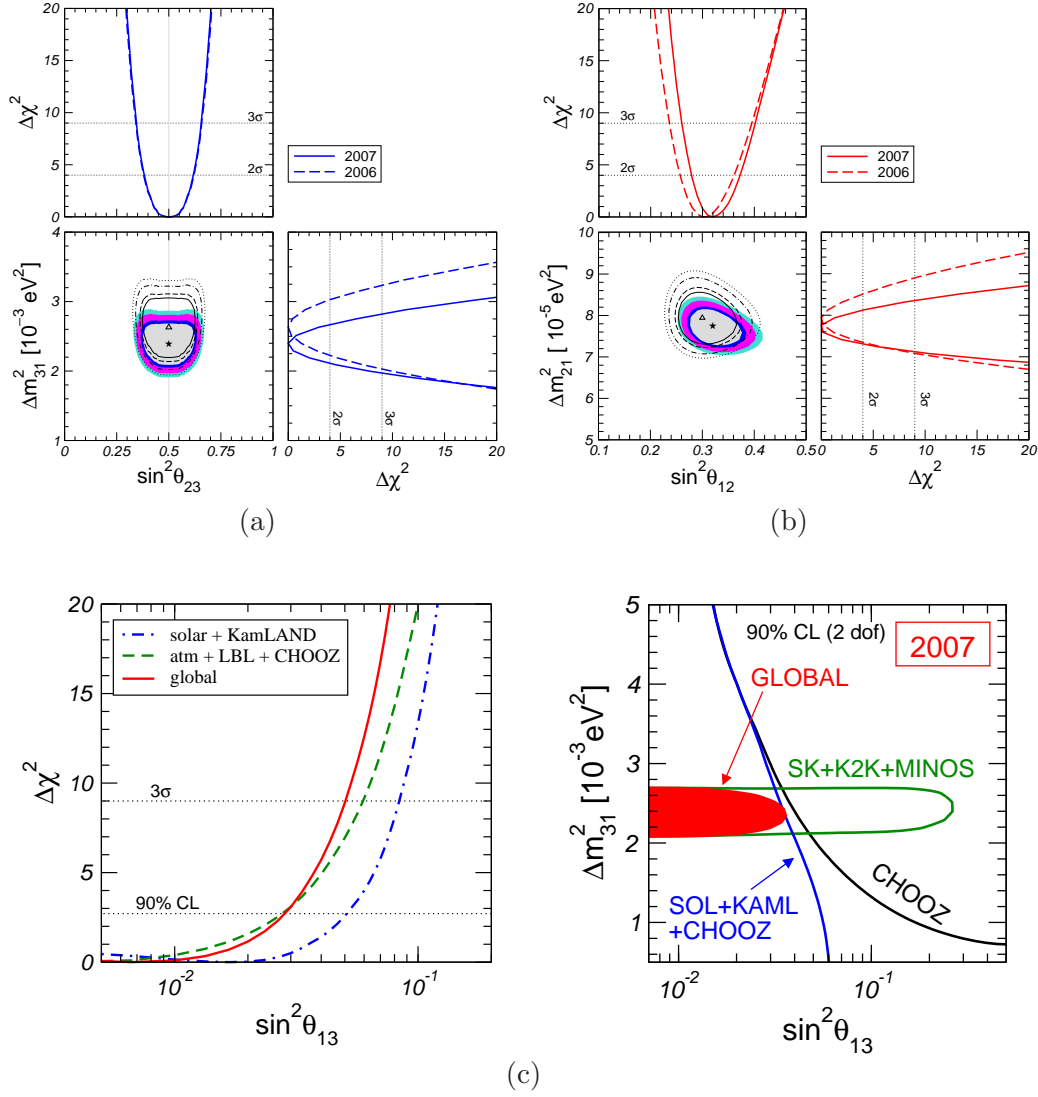 20
15
10
5
0
Δχ²
3σ
2σ
2007
2006
4
3
2
1
Δm²₃₁ [10⁻³ eV²]
0 0.25 0.5 0.75 1
sin²θ₂₃
2σ
3σ
0 5 10 15 20
Δχ²
(a)
20
15
10
5
0
Δχ²
3σ
2σ
2007
2006
10
9
8
7
6
5
Δm²₂₁ [ 10⁻⁵ eV²]
0.1 0.2 0.3 0.4 0.5
sin²θ₁₂
2σ
3σ
0 5 10 15 20
Δχ²
(b)
20
15
10
5
0
Δχ²
solar + KamLAND
atm + LBL + CHOOZ
global
3σ
90% CL
10⁻² 10⁻¹
sin²θ₁₃
5
4
3
2
1
Δm²₃₁ [10⁻³ eV²]
90% CL (2 dof)
2007
GLOBAL
SK+K2K+MINOS
SOL+KAML
+CHOOZ
CHOOZ
10⁻² 10⁻¹
sin²θ₁₃
(c)